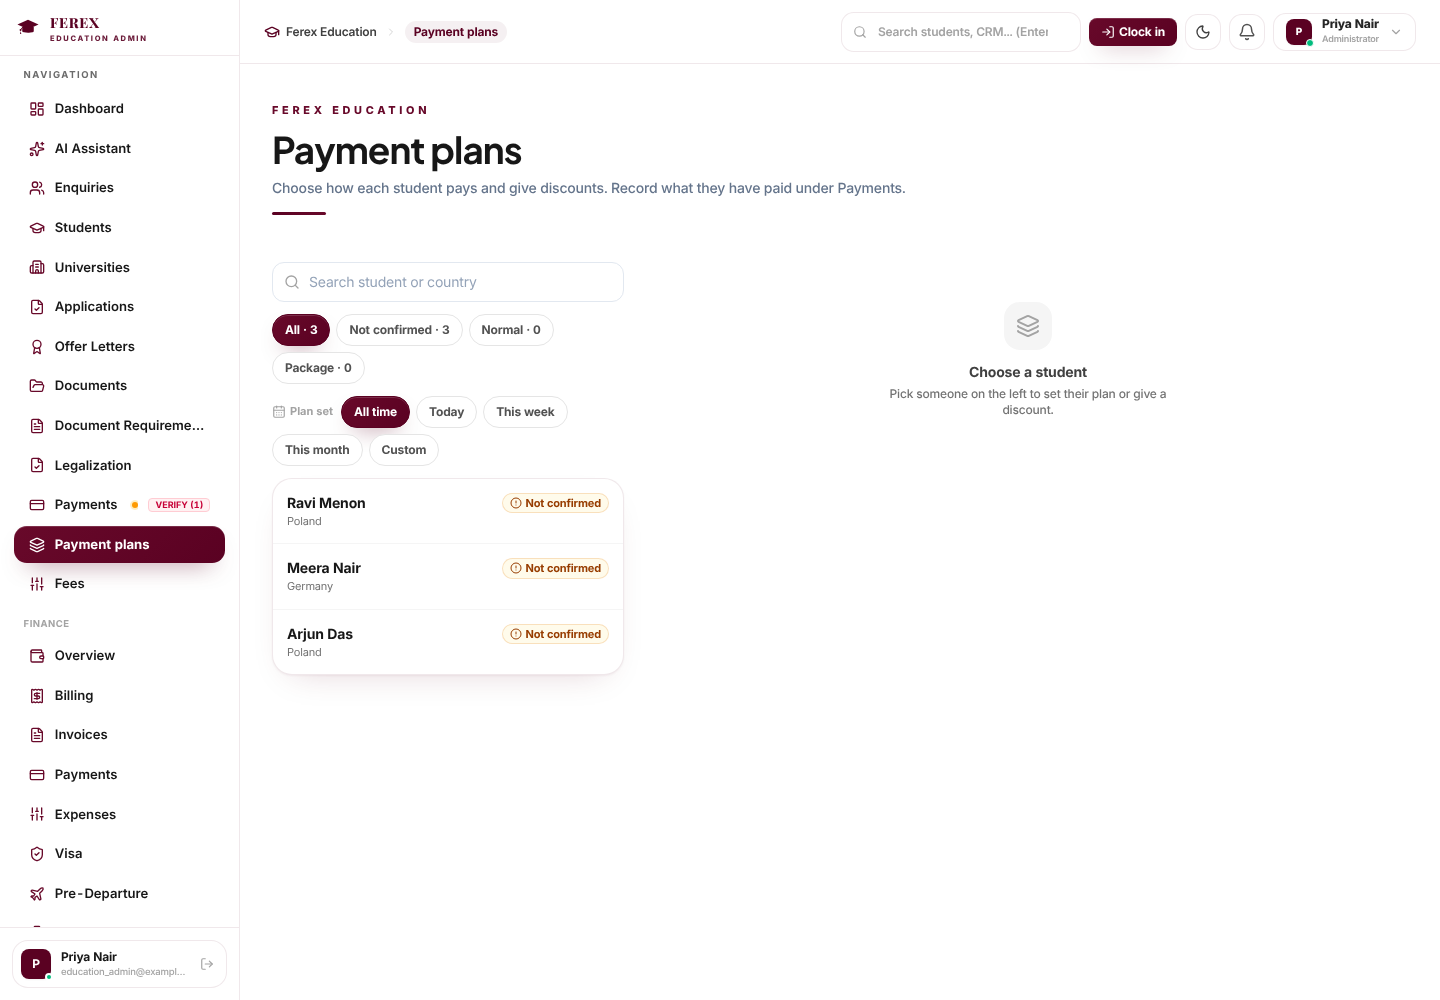 FEREX
EDUCATION ADMIN
NAVIGATION
Dashboard
AI Assistant
Enquiries
Students
Universities
Applications
Offer Letters
Documents
Document Requireme...
Legalization
Payments
VERIFY (1)
Payment plans
Fees
FINANCE
Overview
Billing
Invoices
Payments
Expenses
Visa
Pre-Departure
P
Priya Nair
education_admin@exampl...
Ferex Education
Payment plans
Search students, CRM... (Enter
Clock in
P
Priya Nair
Administrator
FEREX EDUCATION
Payment plans
Choose how each student pays and give discounts. Record what they have paid under Payments.
Search student or country
All · 3
Not confirmed · 3
Normal · 0
Package · 0
Plan set
All time
Today
This week
This month
Custom
Ravi Menon
Not confirmed
Poland
Meera Nair
Not confirmed
Germany
Arjun Das
Not confirmed
Poland
Choose a student
Pick someone on the left to set their plan or give a
discount.